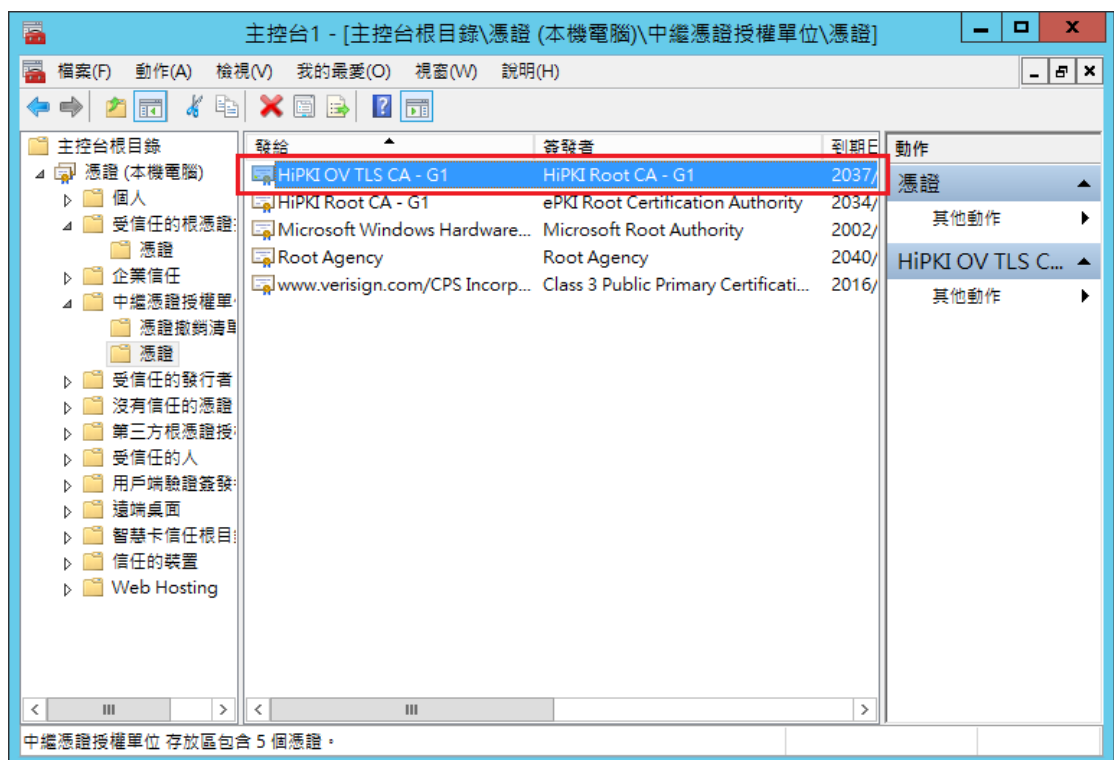 主控台1 - [主控台根目錄\憑證 (本機電腦)\中繼憑證授權單位\憑證]
檔案(F) 動作(A) 檢視(V) 我的最愛(O) 視窗(W) 說明(H)
主控台根目錄
憑證 (本機電腦)
個人
受信任的根憑證
憑證
企業信任
中繼憑證授權單
憑證撤銷清單
憑證
受信任的發行者
沒有信任的憑證
第三方根憑證授
受信任的人
用戶端驗證簽發
遠端桌面
智慧卡信任根目
信任的裝置
Web Hosting
發給 簽發者 到期日
HiPKI OV TLS CA - G1 HiPKI Root CA - G1 2037/
HiPKI Root CA - G1 ePKI Root Certification Authority 2034/
Microsoft Windows Hardware... Microsoft Root Authority 2002/
Root Agency Root Agency 2040/
www.verisign.com/CPS Incorp... Class 3 Public Primary Certificati... 2016/
動作
憑證
其他動作
HiPKI OV TLS C...
其他動作
中繼憑證授權單位 存放區包含 5 個憑證。